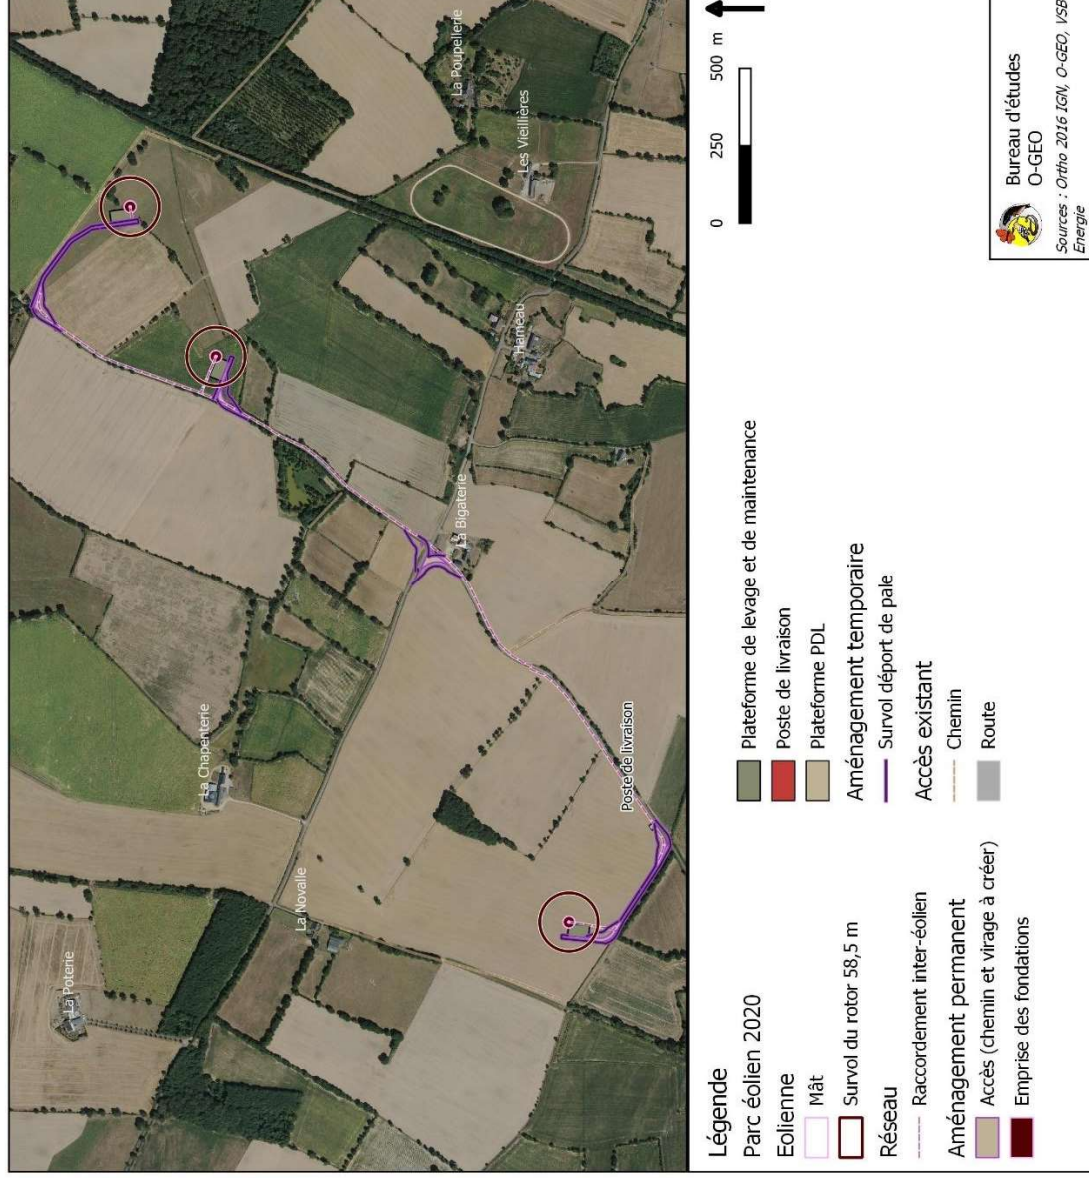 La Poterie
La Novalle
La Chapenterie
Poste de livraison
La Bigaterie
Hameau
Les Vieillières
La Poupellerie
Légende
Parc éolien 2020
Eolienne
Mât
Survol du rotor 58,5 m
Réseau
Raccordement inter-éolien
Aménagement permanent
Accès (chemin et virage à créer)
Emprise des fondations
Plateforme de levage et de maintenance
Poste de livraison
Plateforme PDL
Aménagement temporaire
Survol déport de pale
Accès existant
Chemin
Route
0 250 500 m
Bureau d'études
O-GEO
Sources : Ortho 2016 IGN, O-GEO, VSB
Energie